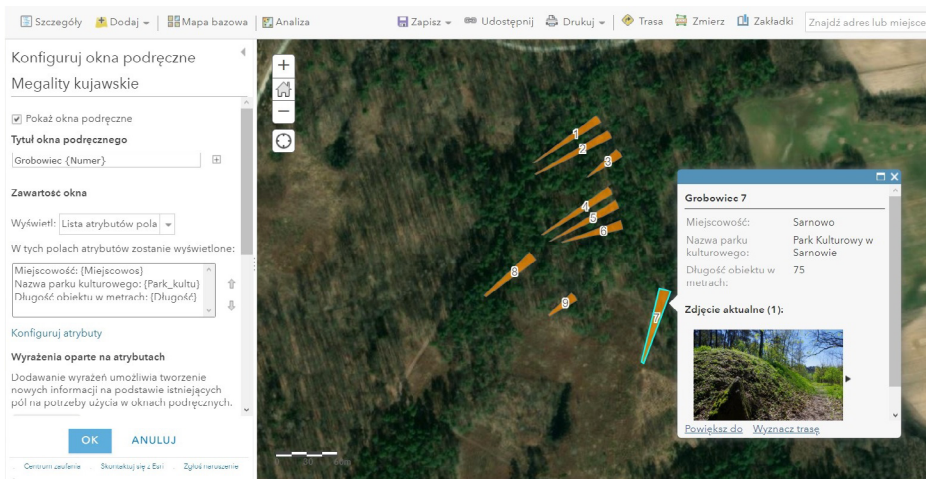 Szczegóły Dodaj Mapa bazowa Analiza Zapisz Udostępnij Drukuj Trasa Zmierz Zakładki Znajdź adres lub miejsce
Konfiguruj okna podręczne
Megality kujawskie
Pokaż okna podręczne
Tytuł okna podręcznego
Grobowiec {Numer}
Zawartość okna
Wyświetl: Lista atrybutów pola
W tych polach atrybutów zostanie wyświetlone:
Miejscowość: {Miejscowos}
Nazwa parku kulturowego: {Park_kultu}
Długość obiektu w metrach: {Długość}
Konfiguruj atrybuty
Wyrażenia oparte na atrybutach
Dodawanie wyrażeń umożliwia tworzenie
nowych informacji na podstawie istniejących
pól na potrzeby użycia w oknach podręcznych.
OK ANULUJ
Centrum zaufania Skontaktuj się z Esri Zgłoś naruszenie
1
2
3
4
5
6
8
9
7
Grobowiec 7
Miejscowość: Sarnowo
Nazwa parku Park Kulturowy w
kulturowego: Sarnowie
Długość obiektu w 75
metrach:
Zdjęcie aktualne (1):
Powiększ do Wyznacz trasę